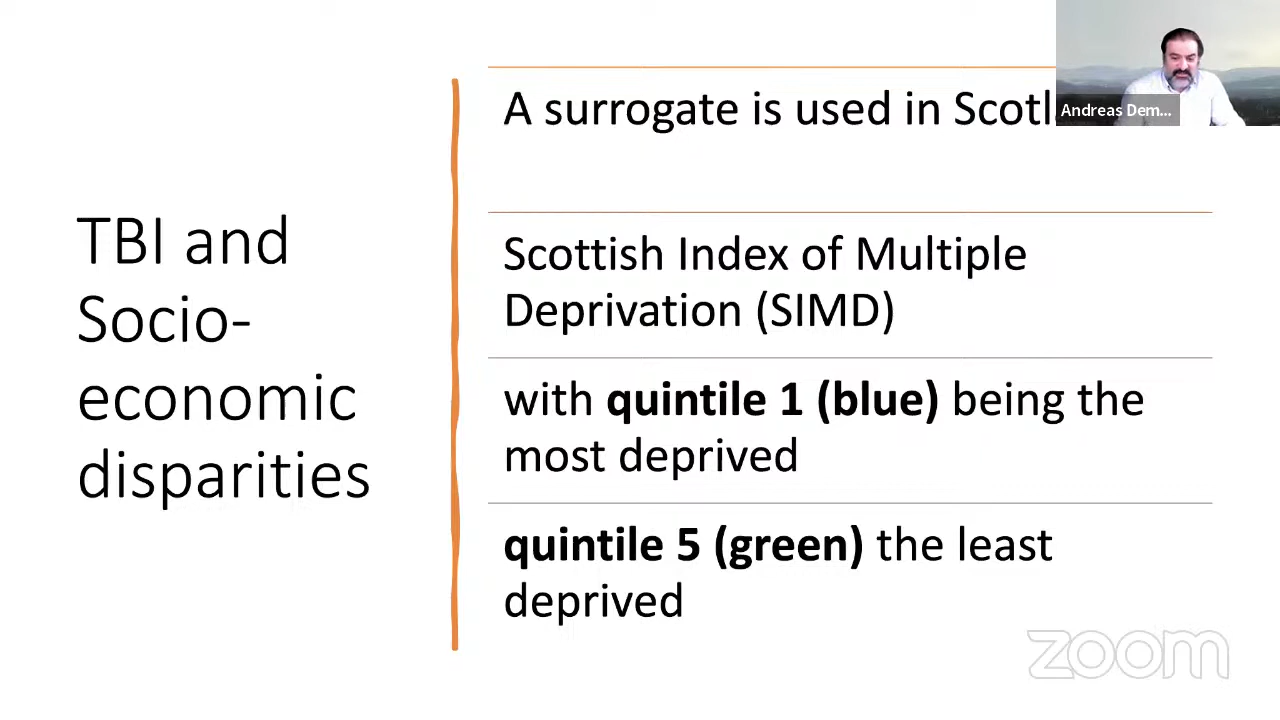 TBI and
Socio-
economic
disparities
A surrogate is used in
Scottish Index of Multiple
Deprivation (SIMD)
with quintile 1 (blue) being the
most deprived
quintile 5 (green) the least
deprived
Andreas Dem...
zoom